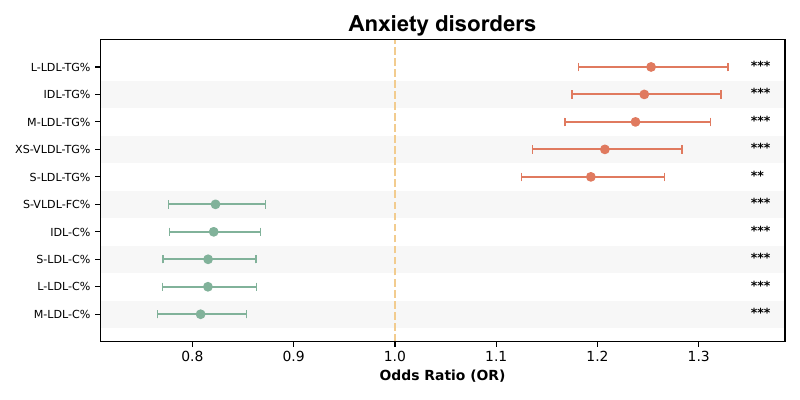 Anxiety disorders
L-LDL-TG% ***
IDL-TG% ***
M-LDL-TG% ***
XS-VLDL-TG% ***
S-LDL-TG% **
S-VLDL-FC% ***
IDL-C% ***
S-LDL-C% ***
L-LDL-C% ***
M-LDL-C% ***
0.8 0.9 1.0 1.1 1.2 1.3
Odds Ratio (OR)